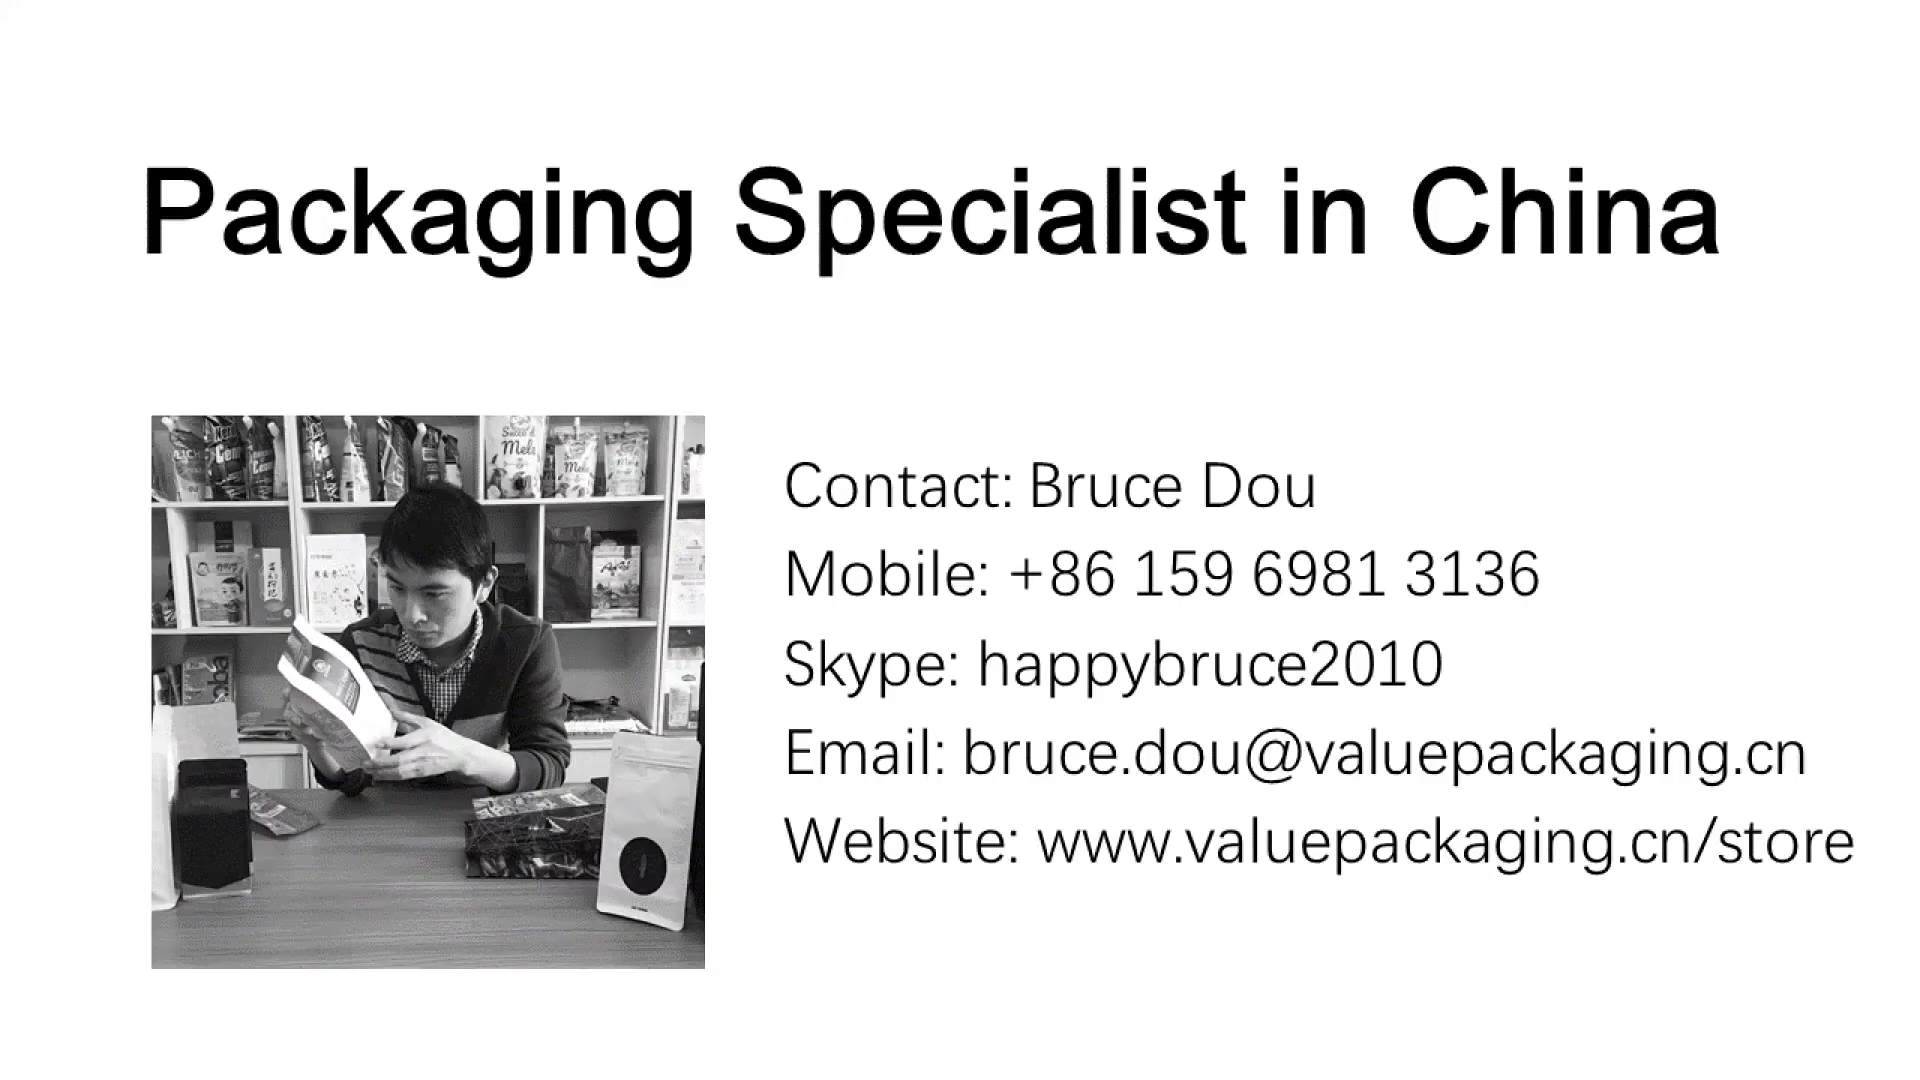 Packaging Specialist in China
Contact: Bruce Dou
Mobile: +86 159 6981 3136
Skype: happybruce2010
Email: bruce.dou@valuepackaging.cn
Website: www.valuepackaging.cn/store